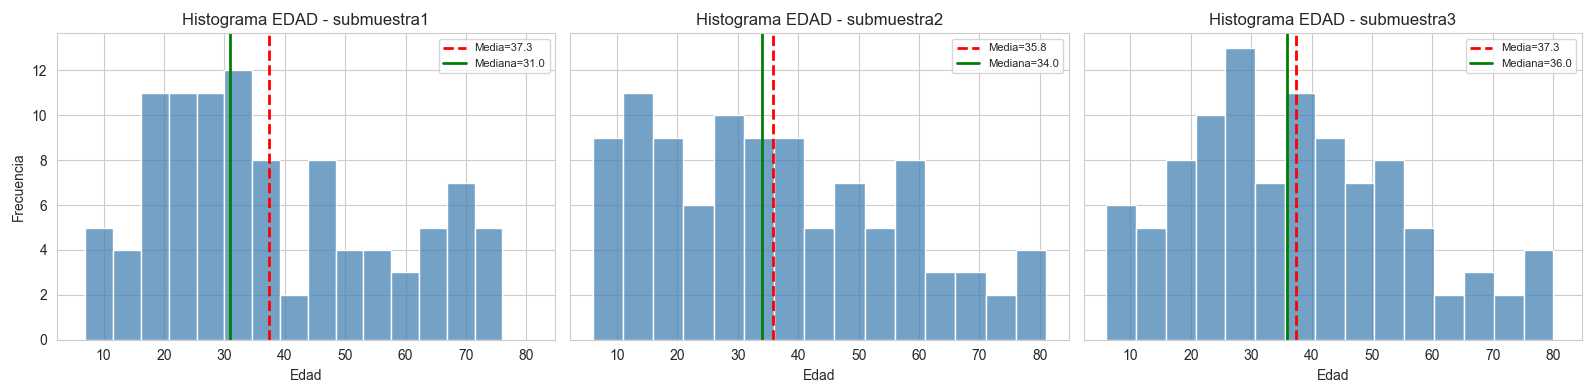 Histograma EDAD - submuestra1
Media=37.3
Mediana=31.0
Frecuencia
12
10
8
6
4
2
0
10 20 30 40 50 60 70 80
Edad
Histograma EDAD - submuestra2
Media=35.8
Mediana=34.0
10 20 30 40 50 60 70 80
Edad
Histograma EDAD - submuestra3
Media=37.3
Mediana=36.0
10 20 30 40 50 60 70 80
Edad